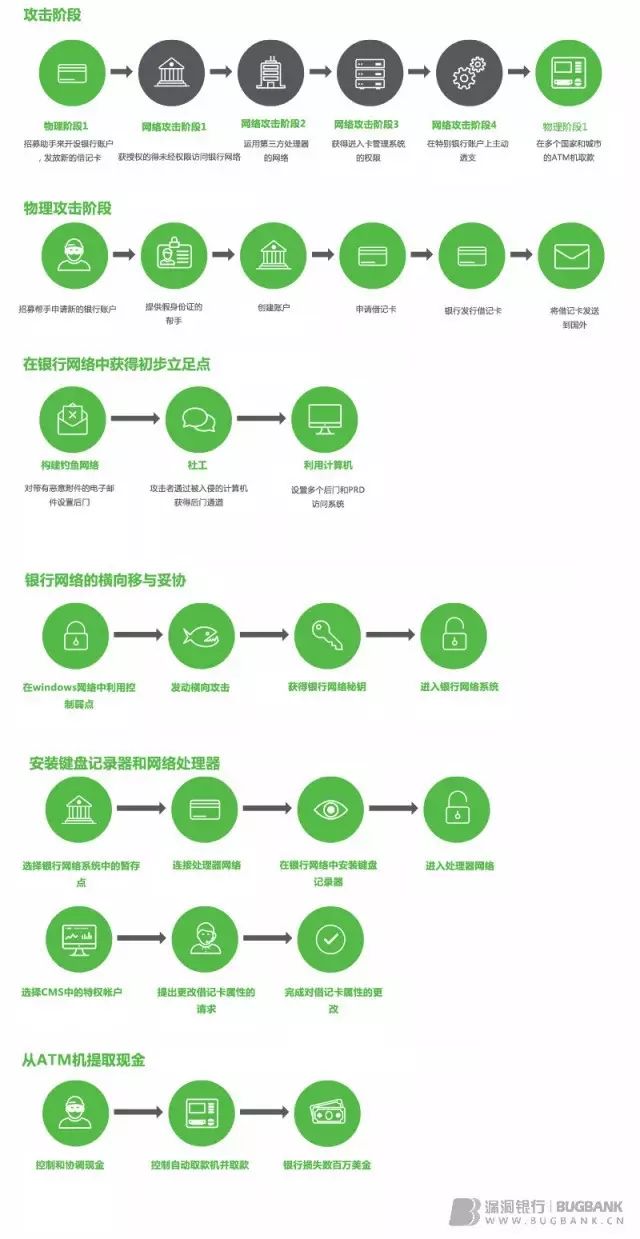 攻击阶段
物理阶段1
网络攻击阶段1
网络攻击阶段2
网络攻击阶段3
网络攻击阶段4
物理阶段1
招募助手来开设银行账户
，发放新的借记卡
获授权的得未经权限访问银行网络
运用第三方处理器
的网络
获得进入卡管理系统
的权限
在特别银行账户上主动
透支
在多个国家和城市
的ATM机取款
物理攻击阶段
招募帮手申请新的银行账户
提供假身份证的
帮手
创建账户
申请借记卡
银行发行借记卡
将借记卡发送
到国外
在银行网络中获得初步立足点
构建钓鱼网络
社工
利用计算机
对带有恶意附件的电子邮
件设置后门
攻击者通过被入侵的计算机
获得后门通道
设置多个后门和PRD
访问系统
银行网络的横向移与妥协
在windows网络中利用控
制弱点
发动横向攻击
获得银行网络秘钥
进入银行网络系统
安装键盘记录器和网络处理器
选择银行网络系统中的暂存
点
连接处理器网络
在银行网络中安装键盘
记录器
进入处理器网络
选择CMS中的特权帐户
提出更改借记卡属性的
请求
完成对借记卡属性的更
改
从ATM机提取现金
控制和协调现金
控制自动取款机并取款
银行损失数百万美金
漏洞银行 | BUGBANK
WWW.BUGBANK.CN